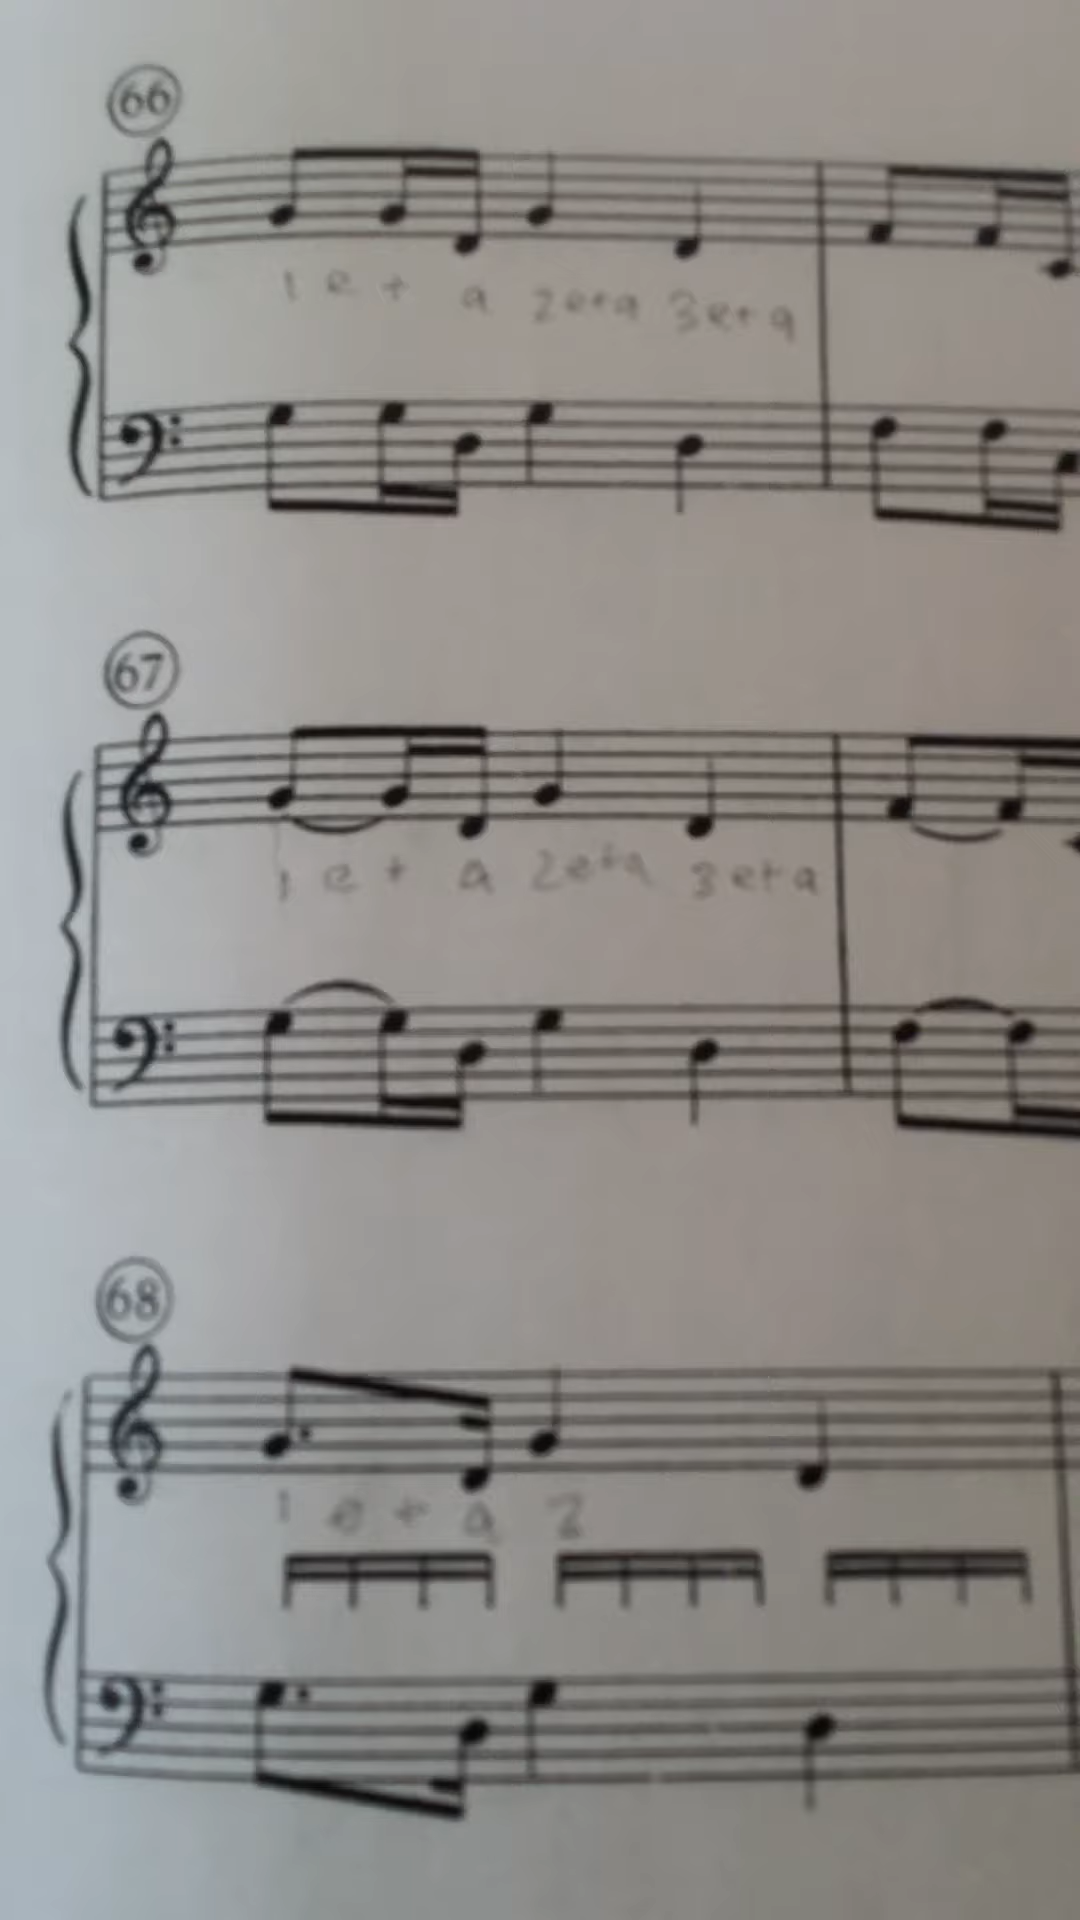 66
1 e + a 2 e + a 3 e + a
67
1 e + a 2 e + a 3 e + a
68
1 e + a 2